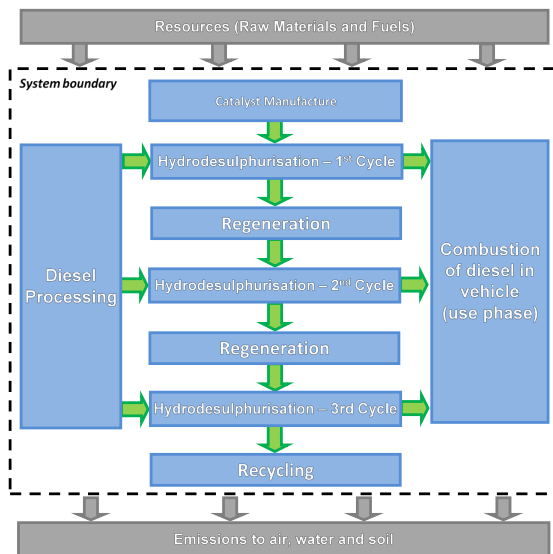 Resources (Raw Materials and Fuels)
System boundary
Catalyst Manufacture
Hydrodesulphurisation – 1st Cycle
Regeneration
Diesel
Processing
Hydrodesulphurisation – 2nd Cycle
Combustion
of diesel in
vehicle
(use phase)
Regeneration
Hydrodesulphurisation – 3rd Cycle
Recycling
Emissions to air, water and soil